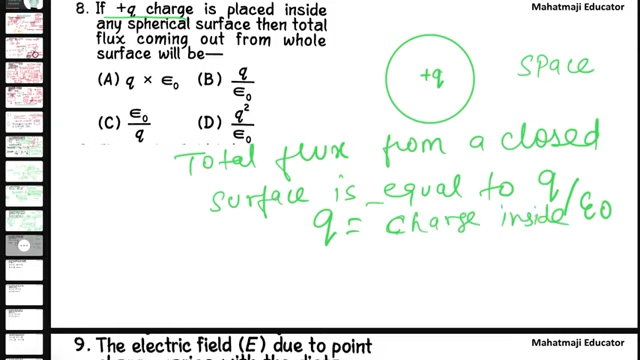 Mahatmaji Educator
8. If +q charge is placed inside
any spherical surface then total
flux coming out from whole
surface will be—
(A) q × ∈₀ (B) q/∈₀
(C) ∈₀/q (D) q²/∈₀
+q
SPace
Total flux from a closed
surface is equal to q/ε0
q = charge inside
9. The electric field (E) due to point
Mahatmaji Educator